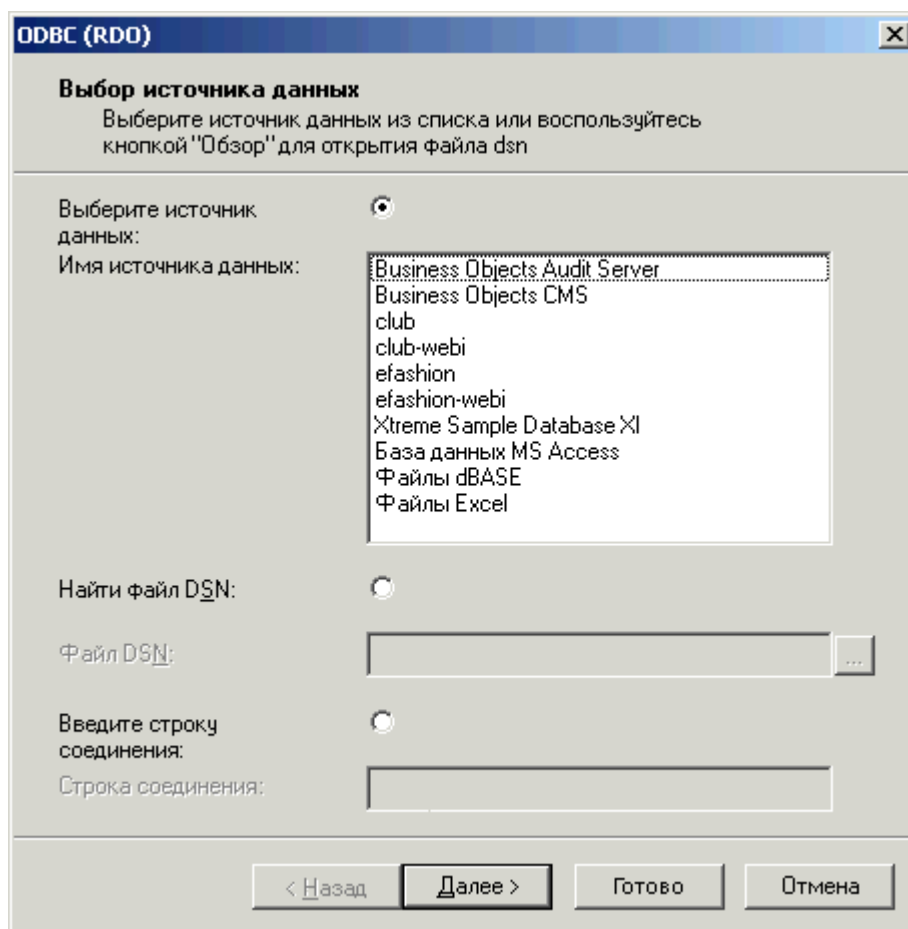 ODBC (RDO)
Выбор источника данных
Выберите источник данных из списка или воспользуйтесь
кнопкой "Обзор" для открытия файла dsn
Выберите источник
данных:
Имя источника данных:
Business Objects Audit Server
Business Objects CMS
club
club-webi
efashion
efashion-webi
Xtreme Sample Database XI
База данных MS Access
Файлы dBASE
Файлы Excel
Найти файл DSN:
Файл DSN:
...
Введите строку
соединения:
Строка соединения:
< Назад
Далее >
Готово
Отмена